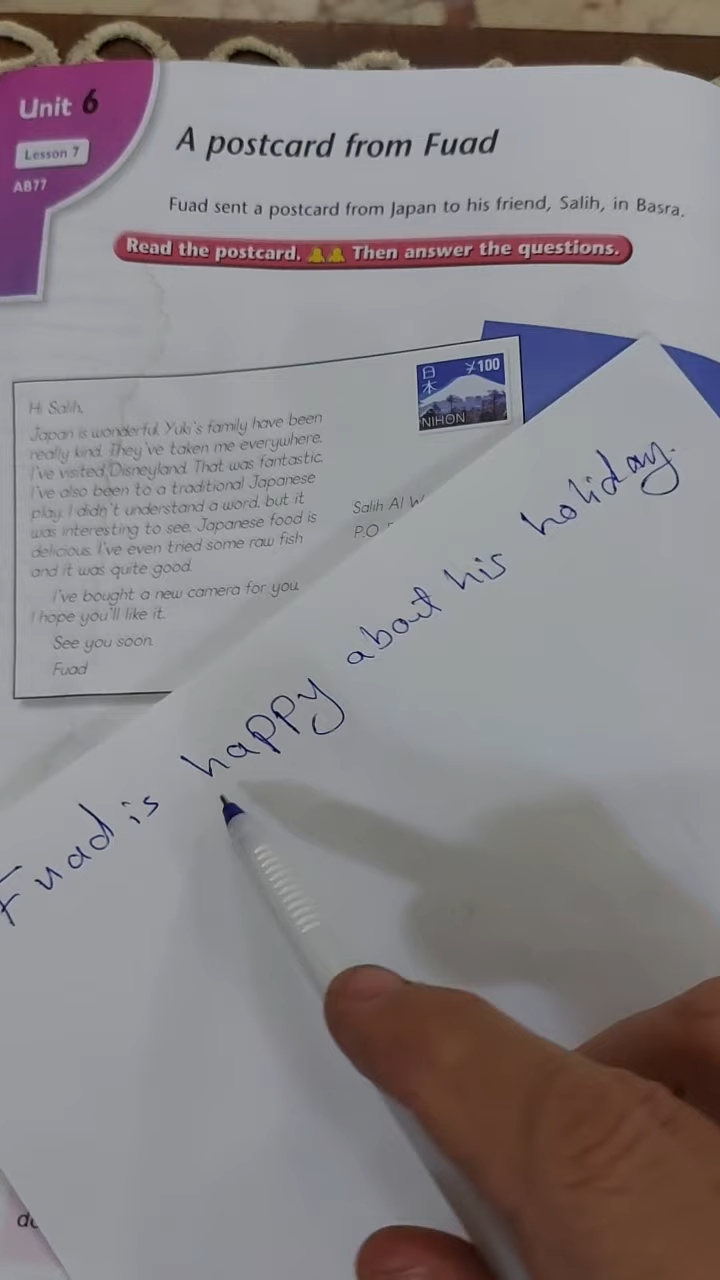 Unit 6
Lesson 7
AB77
A postcard from Fuad
Fuad sent a postcard from Japan to his friend, Salih, in Basra.
Read the postcard. Then answer the questions.
Hi Salih,
Japan is wonderful. Yuki's family have been
really kind. They've taken me everywhere.
I've visited Disneyland. That was fantastic.
I've also been to a traditional Japanese
play. I didn't understand a word, but it
was interesting to see. Japanese food is
delicious. I've even tried some raw fish
and it was quite good.
I've bought a new camera for you.
I hope you'll like it.
See you soon.
Fuad
日本
¥100
NIHON
Salih Al W
P.O
Fuad is happy about his holiday.